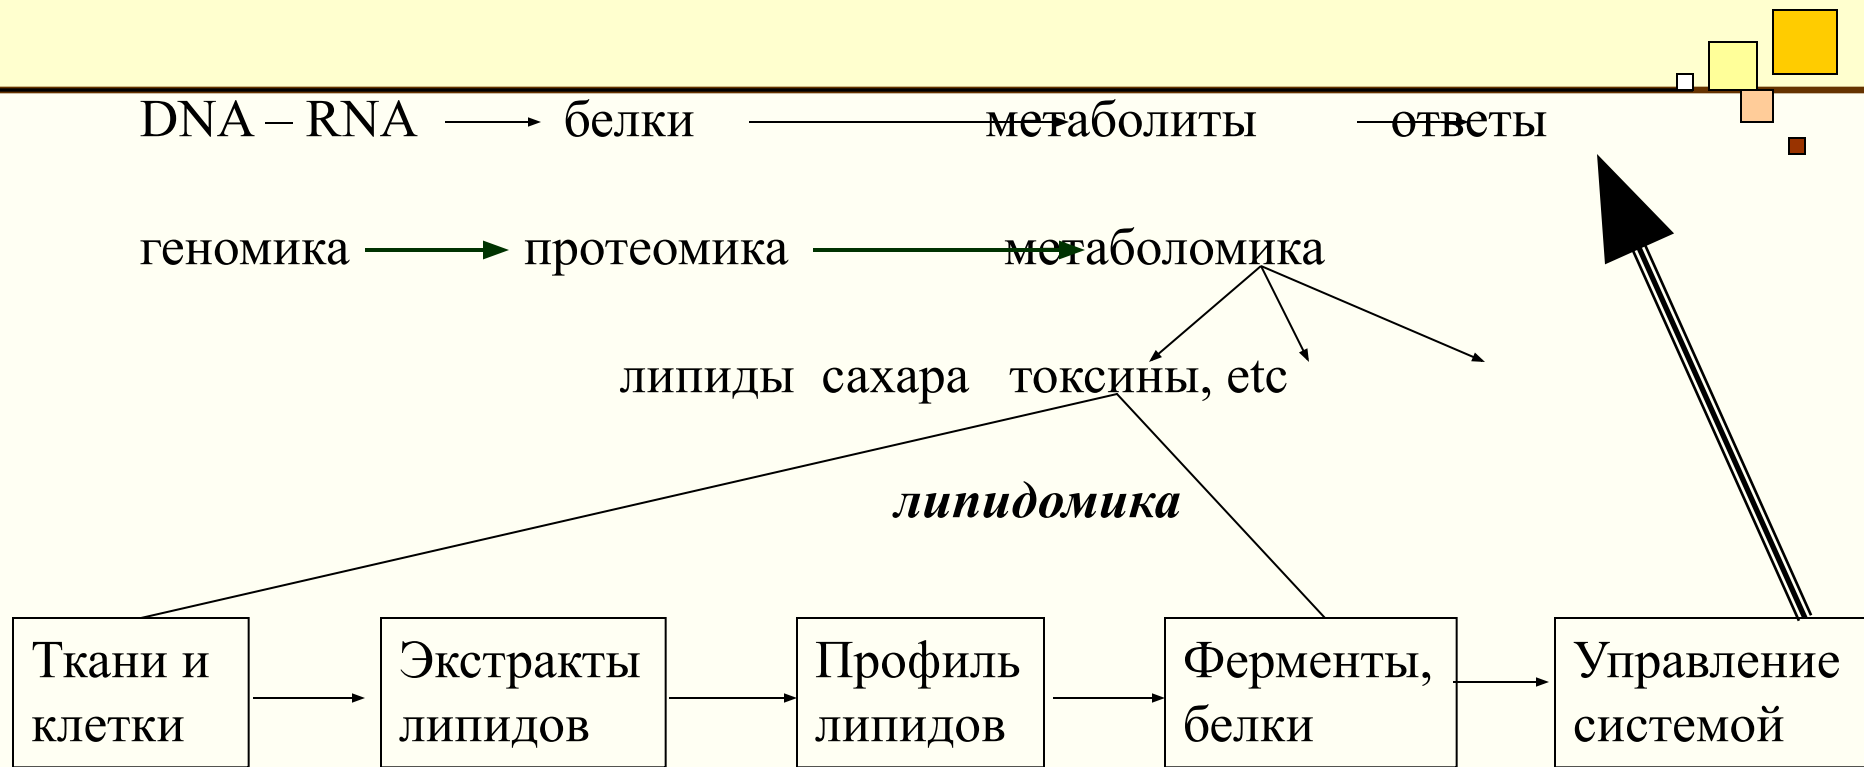 DNA – RNA белки метаболиты ответы
геномика протеомика метаболомика
липиды сахара токсины, etc
липидомика
Ткани и
клетки
Экстракты
липидов
Профиль
липидов
Ферменты,
белки
Управление
системой